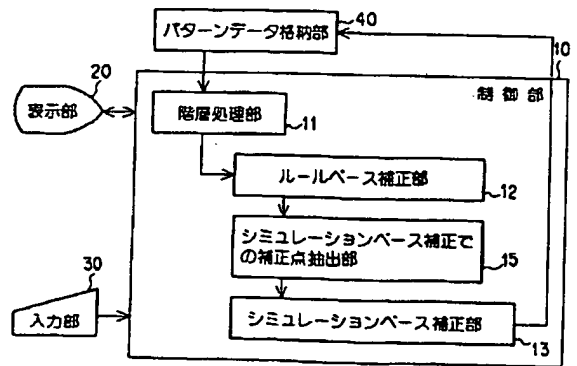 40
パターンデータ格納部
10
20
制御部
表示部
階層処理部
11
ルールベース補正部
12
シミュレーションベース補正で
の補正点抽出部
15
30
入力部
シミュレーションベース補正部
13